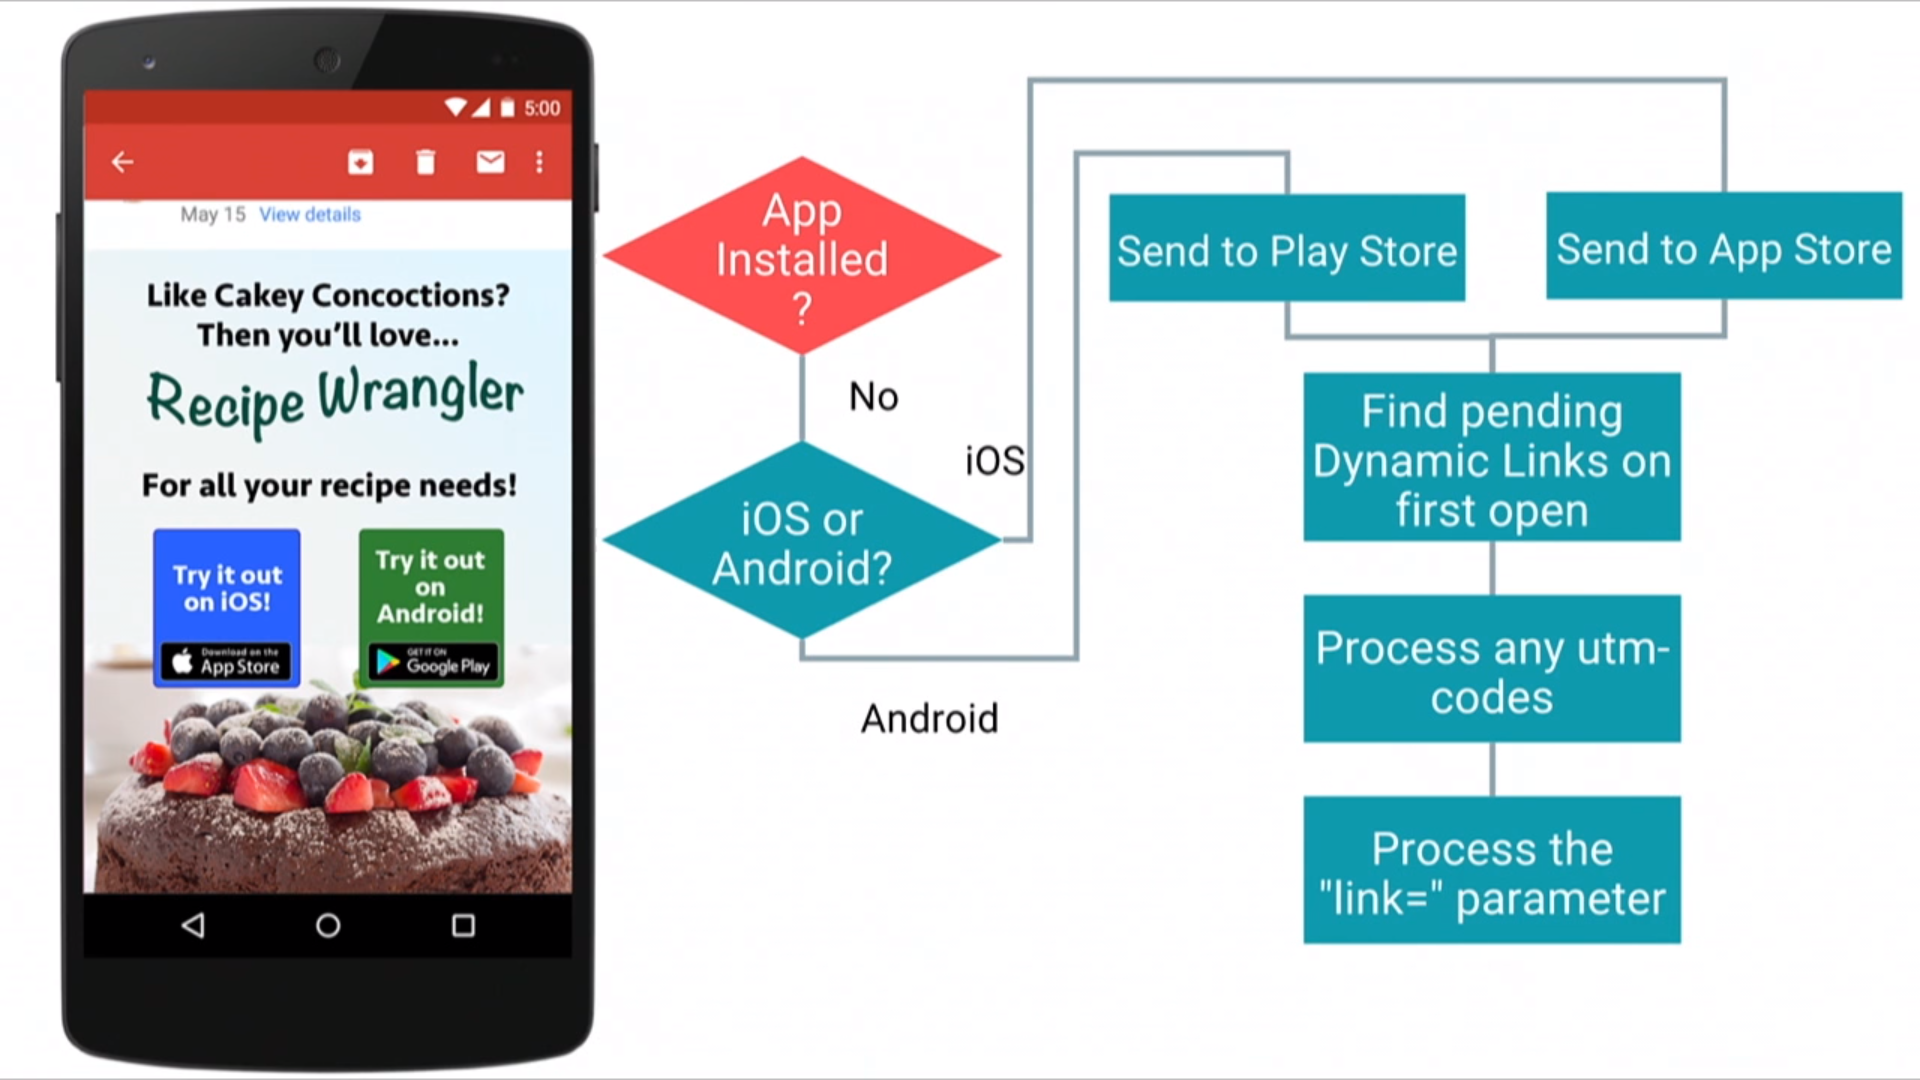 5:00
May 15 View details
Like Cakey Concoctions?
Then you'll love...
Recipe Wrangler
For all your recipe needs!
Try it out
on iOS!
Download on the
App Store
Try it out
on
Android!
GET IT ON
Google Play
App
Installed
?
No
iOS or
Android?
iOS
Android
Send to Play Store
Send to App Store
Find pending
Dynamic Links on
first open
Process any utm-
codes
Process the
"link=" parameter